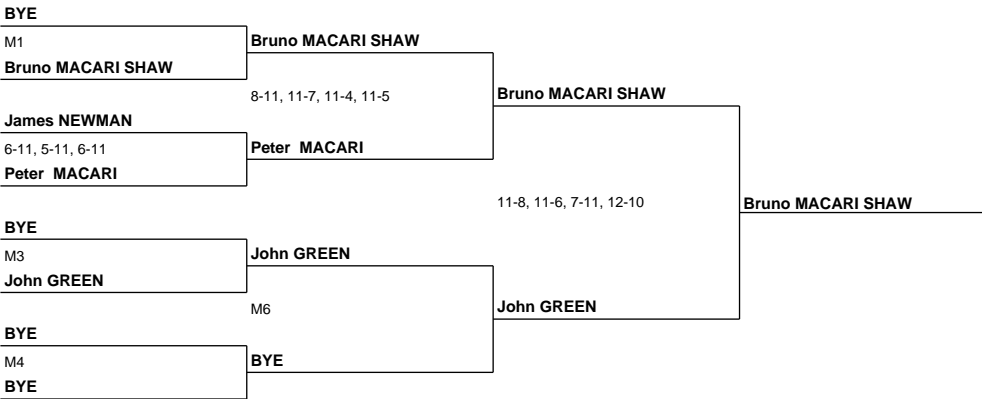 BYE
M1
Bruno MACARI SHAW
Bruno MACARI SHAW
8-11, 11-7, 11-4, 11-5
Bruno MACARI SHAW
James NEWMAN
6-11, 5-11, 6-11
Peter MACARI
Peter MACARI
11-8, 11-6, 7-11, 12-10
Bruno MACARI SHAW
BYE
M3
John GREEN
John GREEN
M6
John GREEN
BYE
M4
BYE
BYE